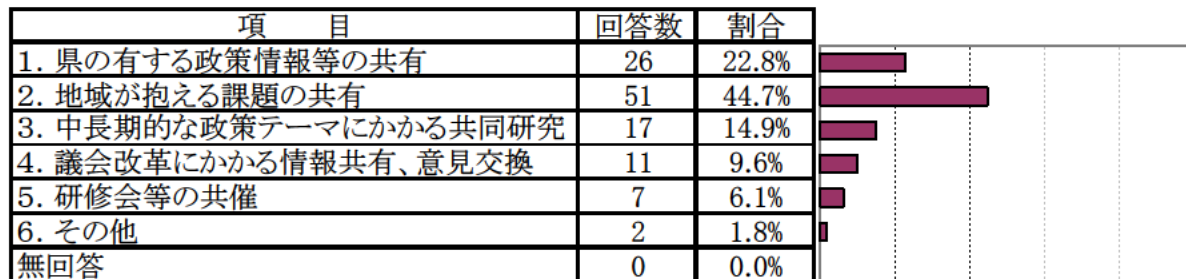 項　　目 回答数 割合
1．県の有する政策情報等の共有 26 22.8%
2．地域が抱える課題の共有 51 44.7%
3．中長期的な政策テーマにかかる共同研究 17 14.9%
4．議会改革にかかる情報共有、意見交換 11 9.6%
5．研修会等の共催 7 6.1%
6．その他 2 1.8%
無回答 0 0.0%